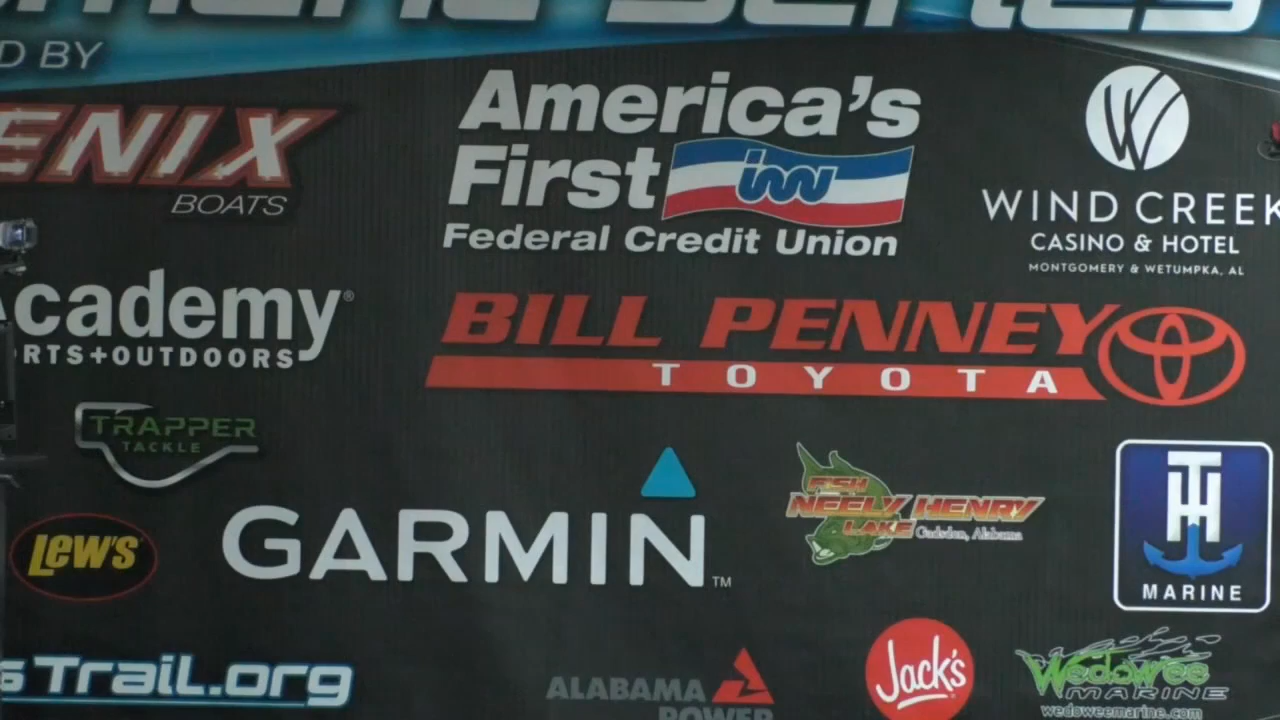 D BY
ENIX
BOATS
America's
First
Federal Credit Union
WIND CREEK
CASINO & HOTEL
MONTGOMERY & WETUMPKA, AL
Academy
RTS+OUTDOORS
BILL PENNEY
TOYOTA
TRAPPER
TACKLE
LEW'S
GARMIN™
FISH
NEELY HENRY
LAKE Gadsden, Alabama
TH
MARINE
s TRAIL.ORG
ALABAMA
POWER
Jack's
Wedowee
MARINE
wedoweemarine.com